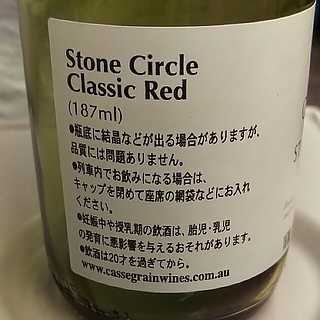 Stone Circle
Classic Red
(187ml)
●瓶底に結晶などが出る場合がありますが、
品質には問題ありません。
●列車内でお飲みになる場合は、
キャップを閉めて座席の網袋などにお入れ
ください。
●妊娠中や授乳期の飲酒は、胎児・乳児
の発育に悪影響を与えるおそれがあります。
●飲酒は20才を過ぎてから。
www.cassegrainwines.com.au